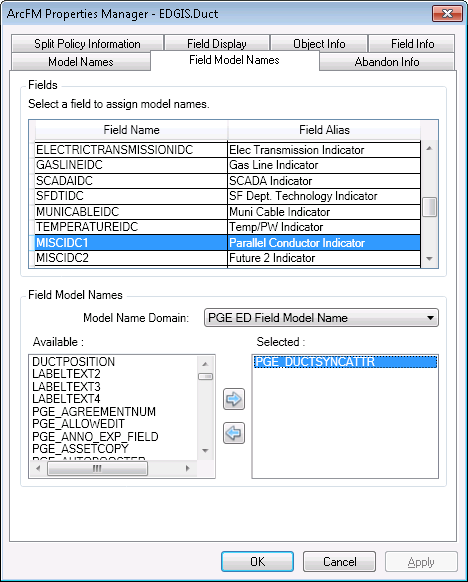 ArcFM Properties Manager - EDGIS.Duct
Split Policy Information Field Display Object Info Field Info
Model Names Field Model Names Abandon Info
Fields
Select a field to assign model names.
Field Name Field Alias
ELECTRICTRANSMISSIONIDC Elec Transmission Indicator
GASLINEIDC Gas Line Indicator
SCADAIDC SCADA Indicator
SFDTIDC SF Dept. Technology Indicator
MUNICABLEIDC Muni Cable Indicator
TEMPERATUREIDC Temp/PW Indicator
MISCIDC1 Parallel Conductor Indicator
MISCIDC2 Future 2 Indicator
Field Model Names
Model Name Domain: PGE ED Field Model Name
Available :
DUCTPOSITION
LABELTEXT2
LABELTEXT3
LABELTEXT4
PGE_AGREEMENTNUM
PGE_ALLOWEDIT
PGE_ANNO_EXP_FIELD
PGE_ASSETCOPY
PGE_AUTOBOOSTER
Selected :
PGE_DUCTSYNCATTR
OK Cancel Apply